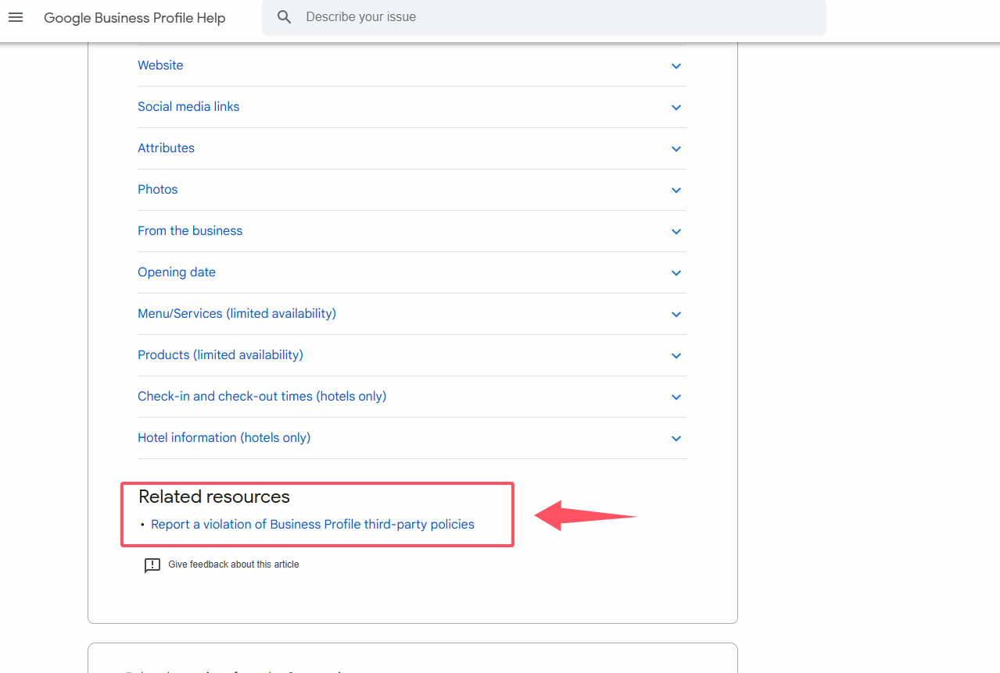 Google Business Profile Help
Describe your issue
Website
Social media links
Attributes
Photos
From the business
Opening date
Menu/Services (limited availability)
Products (limited availability)
Check-in and check-out times (hotels only)
Hotel information (hotels only)
Related resources
• Report a violation of Business Profile third-party policies
Give feedback about this article